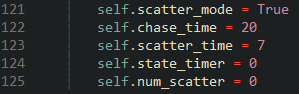 121 self.scatter_mode = True
122 self.chase_time = 20
123 self.scatter_time = 7
124 self.state_timer = 0
125 self.num_scatter = 0